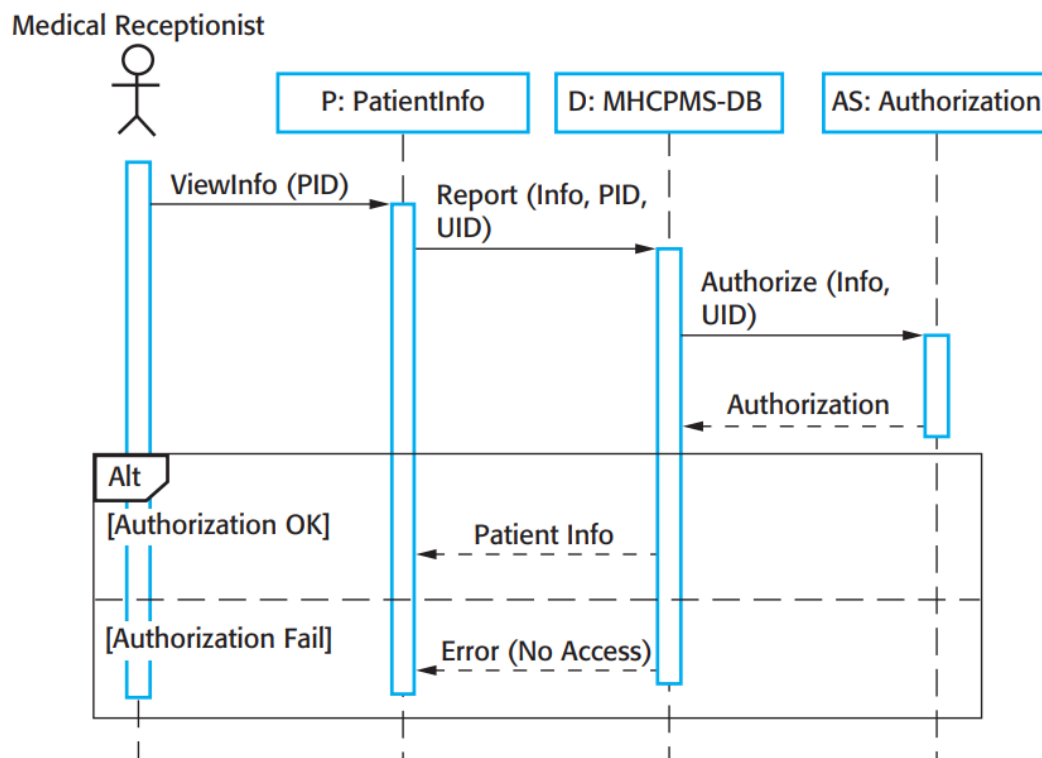 Medical Receptionist
P: PatientInfo
D: MHCPMS-DB
AS: Authorization
ViewInfo (PID)
Report (Info, PID,
UID)
Authorize (Info,
UID)
Authorization
Alt
[Authorization OK]
Patient Info
[Authorization Fail]
Error (No Access)